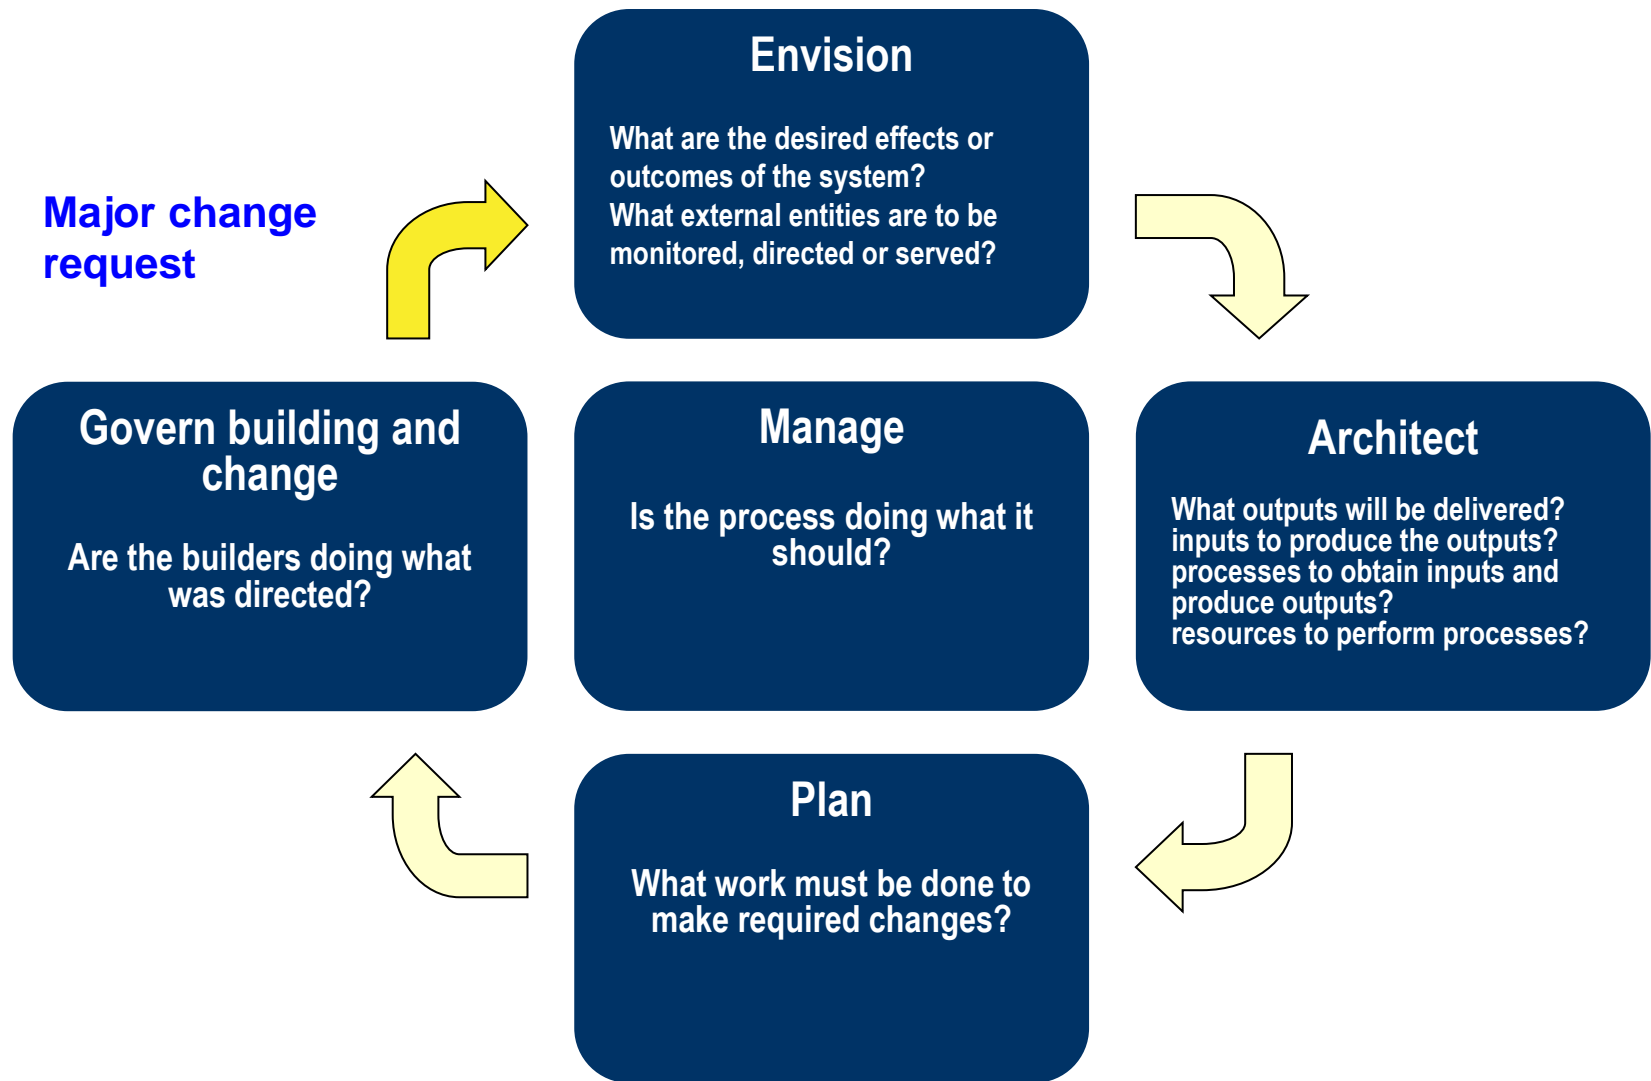 Envision
What are the desired effects or
outcomes of the system?
What external entities are to be
monitored, directed or served?
Major change
request
Govern building and
change
Are the builders doing what
was directed?
Manage
Is the process doing what it
should?
Architect
What outputs will be delivered?
inputs to produce the outputs?
processes to obtain inputs and
produce outputs?
resources to perform processes?
Plan
What work must be done to
make required changes?